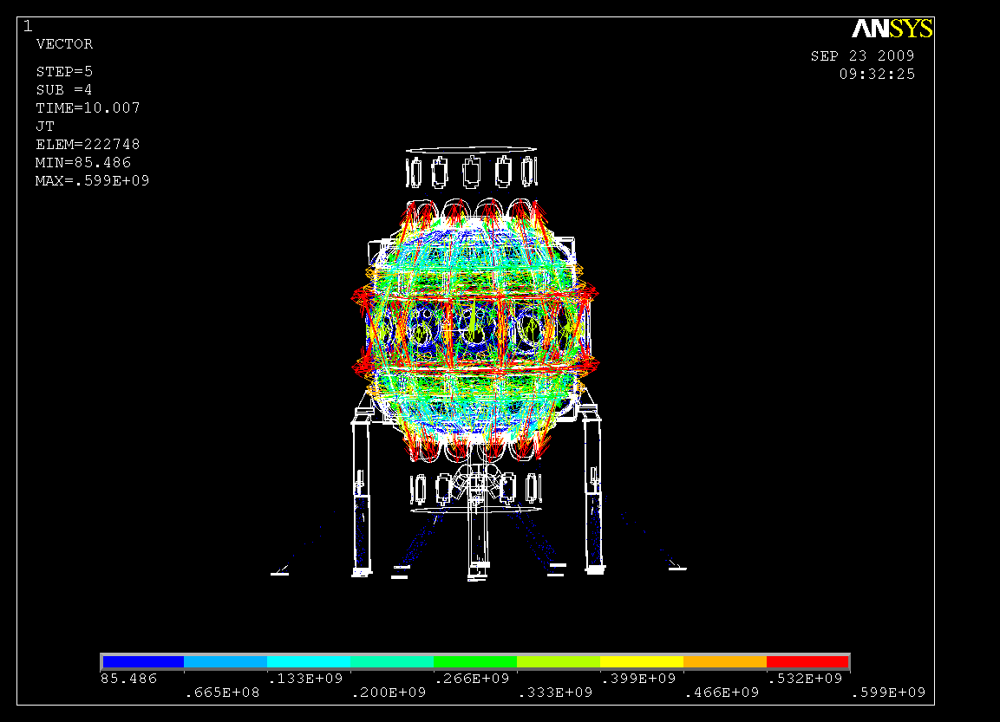 1
ANSYS
VECTOR
SEP 23 2009
09:32:25
STEP=5
SUB =4
TIME=10.007
JT
ELEM=222748
MIN=85.486
MAX=.599E+09
85.486 .133E+09 .266E+09 .399E+09 .532E+09
.665E+08 .200E+09 .333E+09 .466E+09 .599E+09